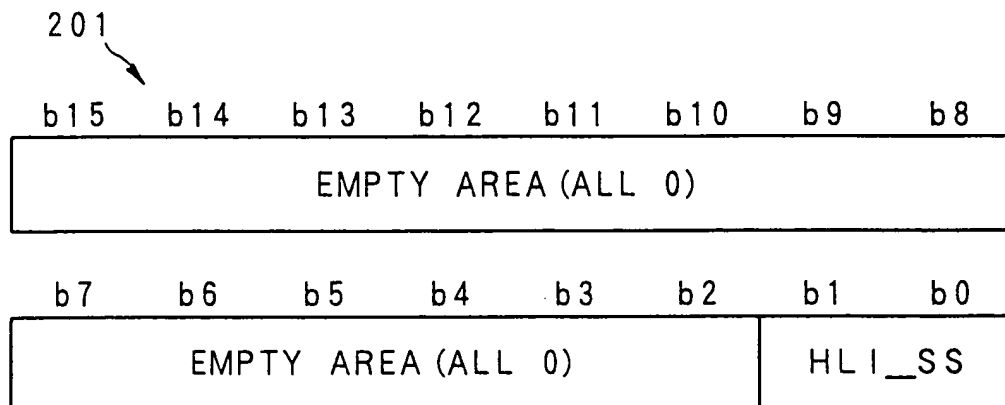 201
b15 b14 b13 b12 b11 b10 b9 b8
EMPTY AREA (ALL 0)
b7 b6 b5 b4 b3 b2 b1 b0
EMPTY AREA (ALL 0) HLI_SS